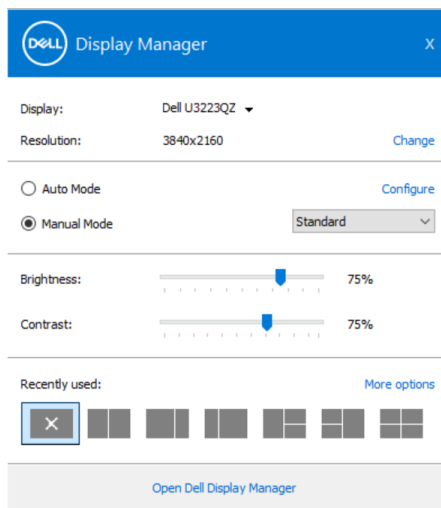 DELL Display Manager X
Display: Dell U3223QZ
Resolution: 3840x2160 Change
Auto Mode Configure
Manual Mode Standard
Brightness: 75%
Contrast: 75%
Recently used: More options
Open Dell Display Manager